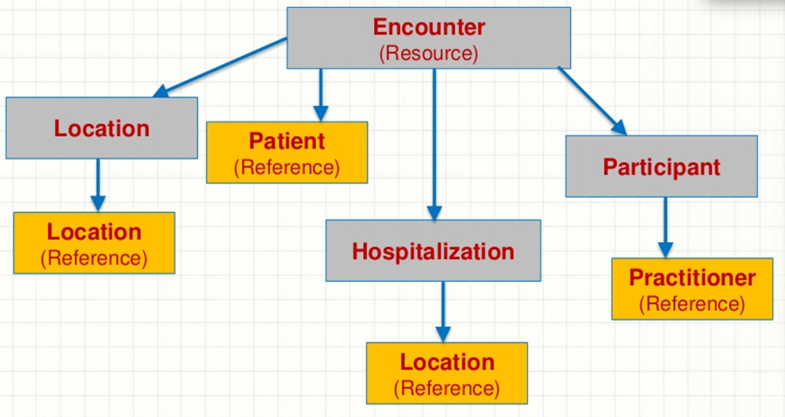 Encounter
(Resource)
Location
Patient
(Reference)
Participant
Location
(Reference)
Hospitalization
Practitioner
(Reference)
Location
(Reference)